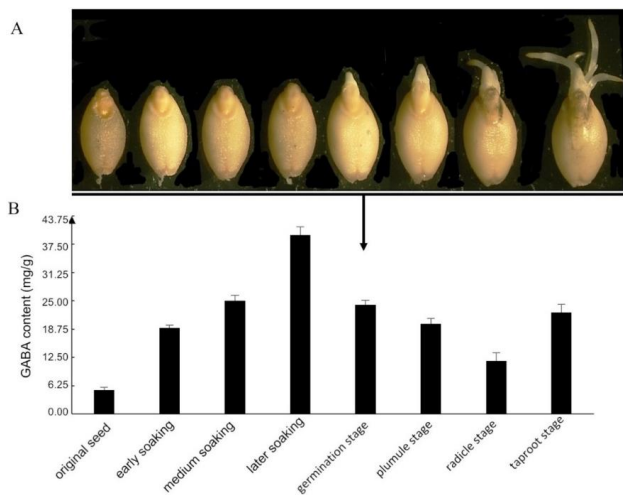 A
B
GABA content (mg/g)
43.75
37.50
31.25
25.00
18.75
12.50
6.25
0.00
original seed
early soaking
medium soaking
later soaking
germination stage
plumule stage
radicle stage
taproot stage